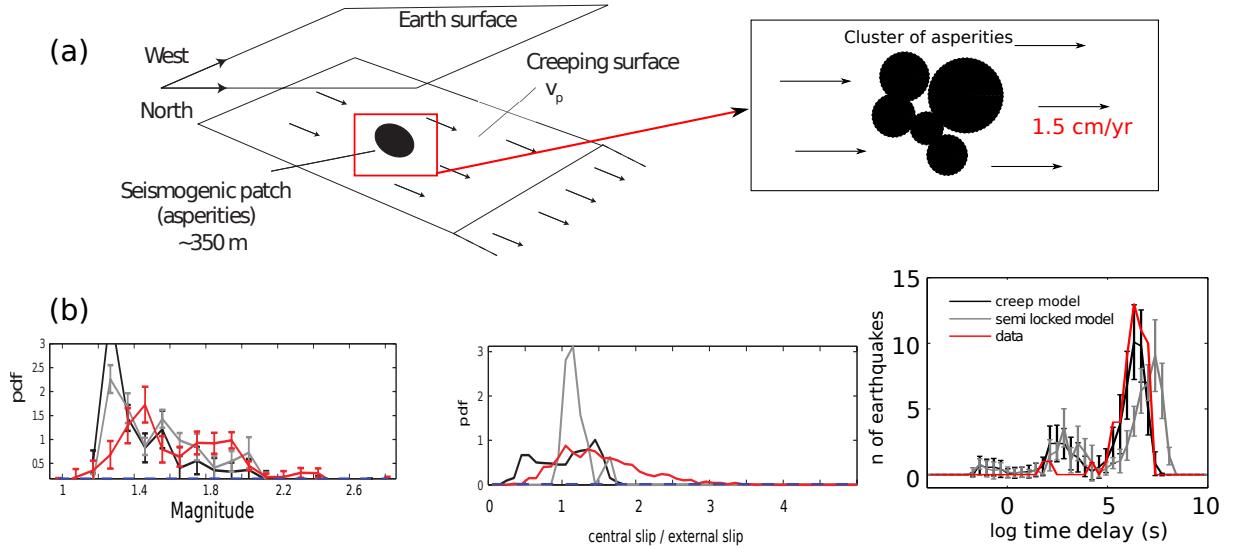 (a)
Earth surface
West
North
Creeping surface
vp
Seismogenic patch
(asperities)
~350 m
Cluster of asperities
1.5 cm/yr
(b)
pdf
3
2.5
2
1.5
1
0.5
1
1.4
1.8
2.2
2.6
Magnitude
pdf
3
2
1
0
0
1
2
3
4
central slip / external slip
n of earthquakes
15
10
5
0
creep model
semi locked model
data
0
5
10
log time delay (s)